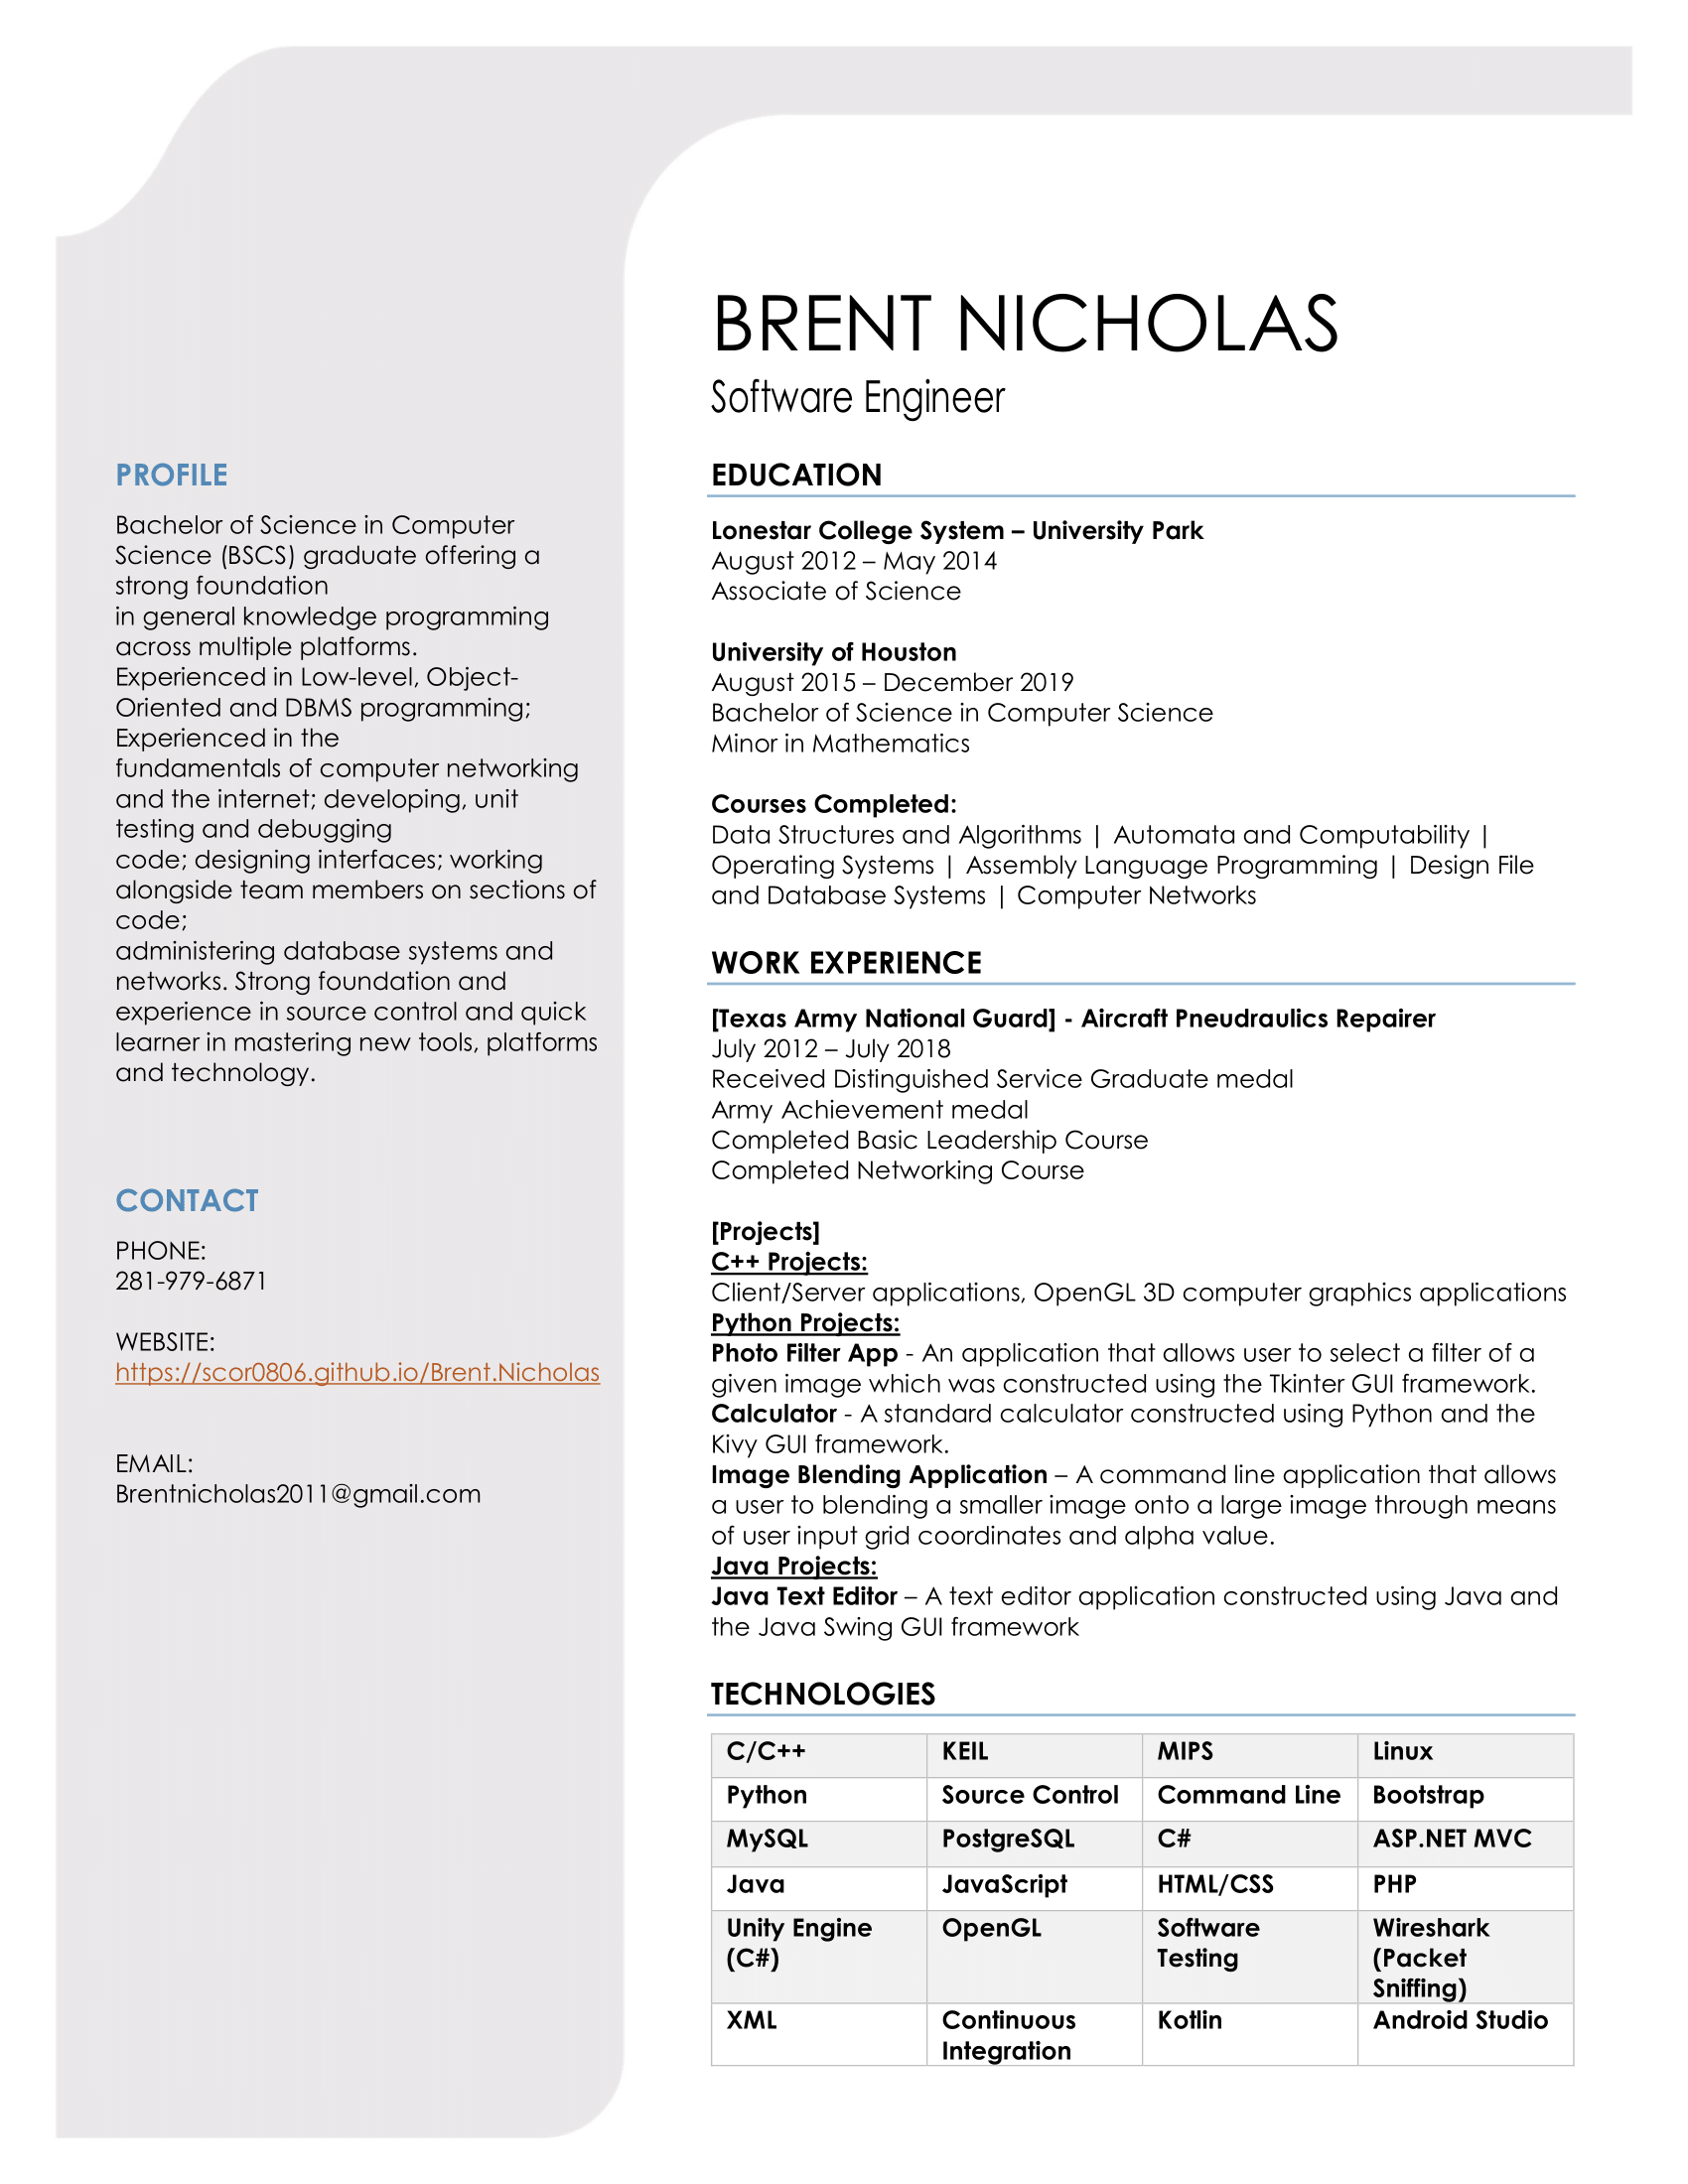 BRENT NICHOLAS
Software Engineer
PROFILE
Bachelor of Science in Computer
Science (BSCS) graduate offering a
strong foundation
in general knowledge programming
across multiple platforms.
Experienced in Low-level, Object-
Oriented and DBMS programming;
Experienced in the
fundamentals of computer networking
and the internet; developing, unit
testing and debugging
code; designing interfaces; working
alongside team members on sections of
code;
administering database systems and
networks. Strong foundation and
experience in source control and quick
learner in mastering new tools, platforms
and technology.
CONTACT
PHONE:
281-979-6871
WEBSITE:
https://scor0806.github.io/Brent.Nicholas
EMAIL:
Brentnicholas2011@gmail.com
EDUCATION
Lonestar College System – University Park
August 2012 – May 2014
Associate of Science
University of Houston
August 2015 – December 2019
Bachelor of Science in Computer Science
Minor in Mathematics
Courses Completed:
Data Structures and Algorithms | Automata and Computability |
Operating Systems | Assembly Language Programming | Design File
and Database Systems | Computer Networks
WORK EXPERIENCE
[Texas Army National Guard] - Aircraft Pneudraulics Repairer
July 2012 – July 2018
Received Distinguished Service Graduate medal
Army Achievement medal
Completed Basic Leadership Course
Completed Networking Course
[Projects]
C++ Projects:
Client/Server applications, OpenGL 3D computer graphics applications
Python Projects:
Photo Filter App - An application that allows user to select a filter of a
given image which was constructed using the Tkinter GUI framework.
Calculator - A standard calculator constructed using Python and the
Kivy GUI framework.
Image Blending Application – A command line application that allows
a user to blending a smaller image onto a large image through means
of user input grid coordinates and alpha value.
Java Projects:
Java Text Editor – A text editor application constructed using Java and
the Java Swing GUI framework
TECHNOLOGIES
C/C++ KEIL MIPS Linux
Python Source Control Command Line Bootstrap
MySQL PostgreSQL C# ASP.NET MVC
Java JavaScript HTML/CSS PHP
Unity Engine OpenGL Software Wireshark
(C#) Testing (Packet
Sniffing)
XML Continuous Kotlin Android Studio
Integration